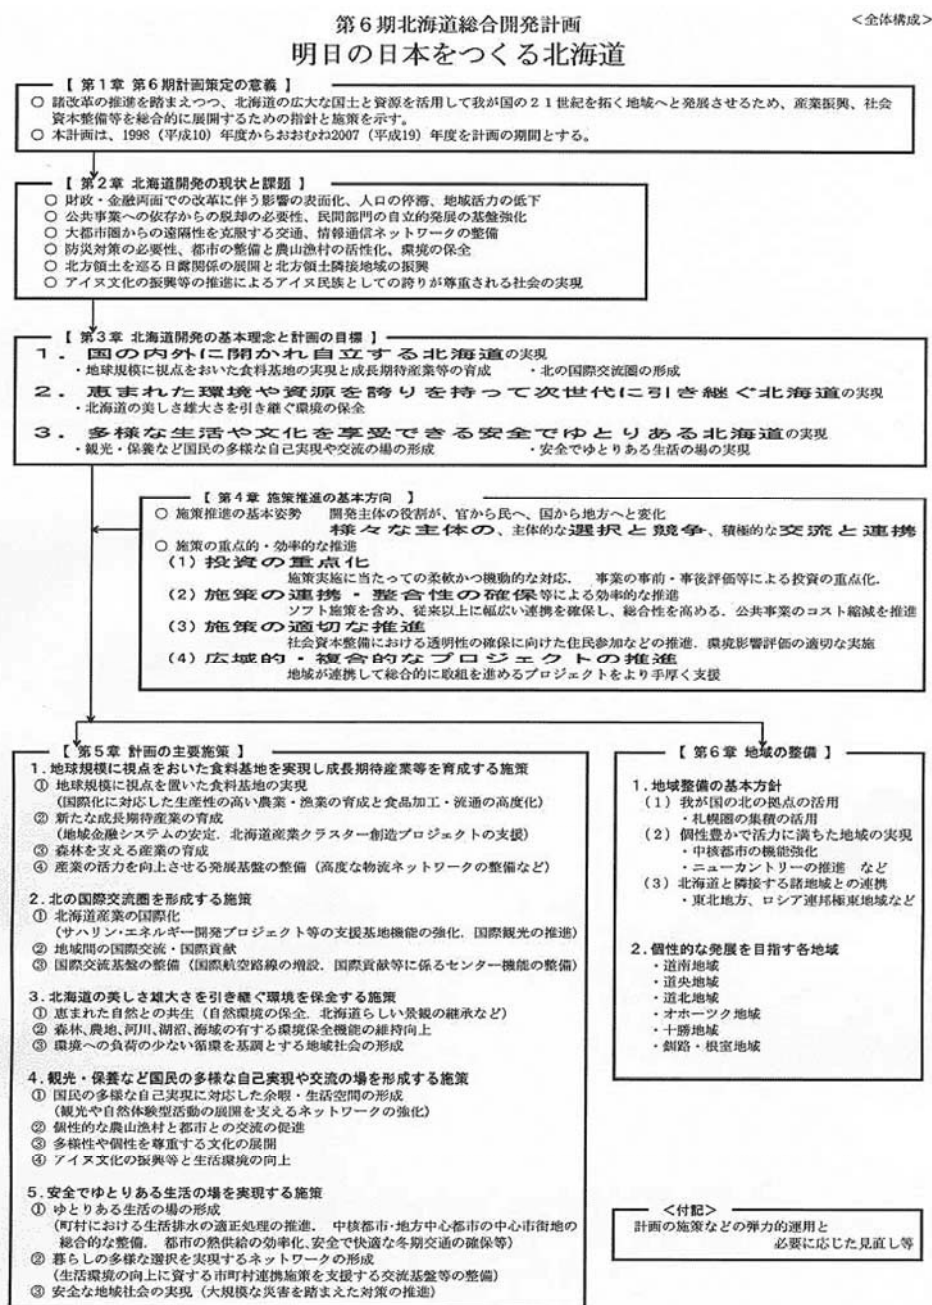 第6期北海道総合開発計画
<全体構成>
明日の日本をつくる北海道
【 第1章 第6期計画策定の意義 】
○ 諸改革の推進を踏まえつつ、北海道の広大な国土と資源を活用して我が国の21世紀を拓く地域へと発展させるため、産業振興、社会
資本整備等を総合的に展開するための指針と施策を示す。
○ 本計画は、1998(平成10)年度からおおむね2007(平成19)年度を計画の期間とする。
【 第2章 北海道開発の現状と課題 】
○ 財政・金融両面での改革に伴う影響の表面化、人口の停滞、地域活力の低下
○ 公共事業への依存からの脱却の必要性、民間部門の自立的発展の基盤強化
○ 大都市圏からの遠隔性を克服する交通、情報通信ネットワークの整備
○ 防災対策の必要性、都市の整備と農山漁村の活性化、環境の保全
○ 北方領土を巡る日露関係の展開と北方領土隣接地域の振興
○ アイヌ文化の振興等の推進によるアイヌ民族としての誇りが尊重される社会の実現
【 第3章 北海道開発の基本理念と計画の目標 】
1. 国の内外に開かれ自立する北海道の実現
・地球規模に視点をおいた食料基地の実現と成長期待産業等の育成 ・北の国際交流圏の形成
2. 恵まれた環境や資源を誇りを持って次世代に引き継ぐ北海道の実現
・北海道の美しさ雄大さを引き継ぐ環境の保全
3. 多様な生活や文化を享受できる安全でゆとりある北海道の実現
・観光・保養など国民の多様な自己実現や交流の場の形成 ・安全でゆとりある生活の場の実現
【 第4章 施策推進の基本方向 】
○ 施策推進の基本姿勢 開発主体の役割が、官から民へ、国から地方へと変化
様々な主体の、主体的な選択と競争、積極的な交流と連携
○ 施策の重点的・効率的な推進
(1) 投資の重点化
施策実施に当たっての柔軟かつ機動的な対応. 事業の事前・事後評価等による投資の重点化.
(2) 施策の連携・整合性の確保等による効率的な推進
ソフト施策を含め、従来以上に幅広い連携を確保し、総合性を高める. 公共事業のコスト縮減を推進
(3) 施策の適切な推進
社会資本整備における透明性の確保に向けた住民参加などの推進. 環境影響評価の適切な実施
(4) 広域的・複合的なプロジェクトの推進
地域が連携して総合的に取組を進めるプロジェクトをより手厚く支援
【 第5章 計画の主要施策 】
1. 地球規模に視点をおいた食料基地を実現し成長期待産業等を育成する施策
① 地球規模に視点を置いた食料基地の実現
(国際化に対応した生産性の高い農業・漁業の育成と食品加工・流通の高度化)
② 新たな成長期待産業の育成
(地域金融システムの安定. 北海道産業クラスター創造プロジェクトの支援)
③ 森林を支える産業の育成
④ 産業の活力を向上させる発展基盤の整備(高度な物流ネットワークの整備など)
2. 北の国際交流圏を形成する施策
① 北海道産業の国際化
(サハリン・エネルギー開発プロジェクト等の支援基地機能の強化. 国際観光の推進)
② 地域間の国際交流・国際貢献
③ 国際交流基盤の整備(国際航空路線の増設. 国際貢献等に係るセンター機能の整備)
3. 北海道の美しさ雄大さを引き継ぐ環境を保全する施策
① 恵まれた自然との共生(自然環境の保全. 北海道らしい景観の継承など)
② 森林、農地、河川、湖沼、海域の有する環境保全機能の維持向上
③ 環境への負荷の少ない循環を基調とする地域社会の形成
4. 観光・保養など国民の多様な自己実現や交流の場を形成する施策
① 国民の多様な自己実現に対応した余暇・生活空間の形成
(観光や自然体験型活動の展開を支えるネットワークの強化)
② 個性的な農山漁村と都市との交流の促進
③ 多様性や個性を尊重する文化の展開
④ アイヌ文化の振興等と生活環境の向上
5. 安全でゆとりある生活の場を実現する施策
① ゆとりある生活の場の形成
(町村における生活排水の適正処理の推進. 中核都市・地方中心都市の中心市街地の
総合的な整備. 都市の熱供給の効率化、安全で快適な冬期交通の確保等)
② 暮らしの多様な選択を実現するネットワークの形成
(生活環境の向上に資する市町村連携施策を支援する交流基盤等の整備)
③ 安全な地域社会の実現(大規模な災害を踏まえた対策の推進)
【 第6章 地域の整備 】
1. 地域整備の基本方針
(1) 我が国の北の拠点の活用
・札幌圏の集積の活用
(2) 個性豊かで活力に満ちた地域の実現
・中核都市の機能強化
・ニューカントリーの推進 など
(3) 北海道と隣接する諸地域との連携
・東北地方、ロシア連邦極東地域など
2. 個性的な発展を目指す各地域
・道南地域
・道央地域
・道北地域
・オホーツク地域
・十勝地域
・釧路・根室地域
<付記>
計画の施策などの弾力的運用と
必要に応じた見直し等